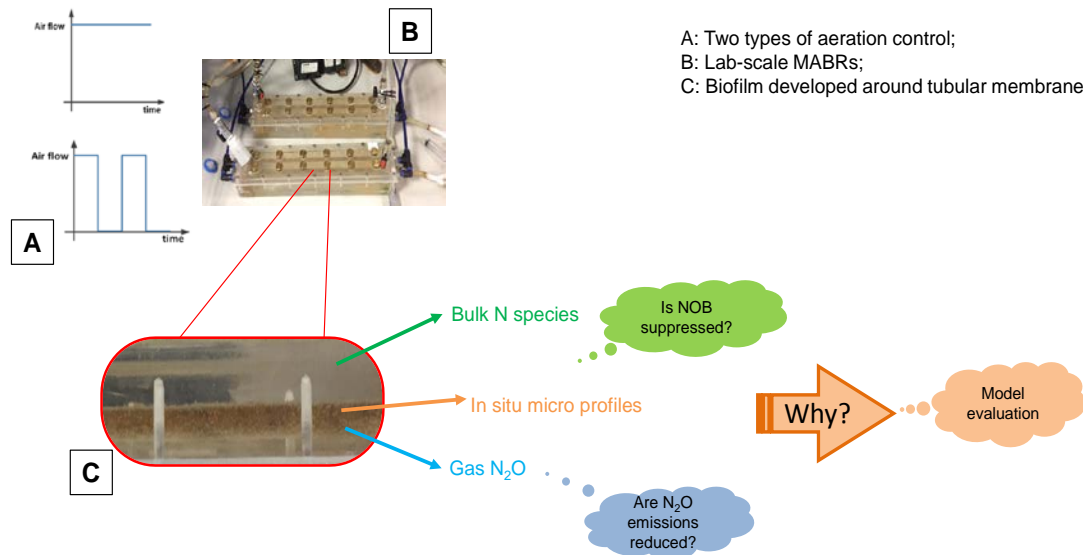 Air flow
time
Air flow
time
A
B
A: Two types of aeration control;
B: Lab-scale MABRs;
C: Biofilm developed around tubular membrane
C
Bulk N species
In situ micro profiles
Gas N₂O
Is NOB
suppressed?
Are N₂O
emissions
reduced?
Why?
Model
evaluation